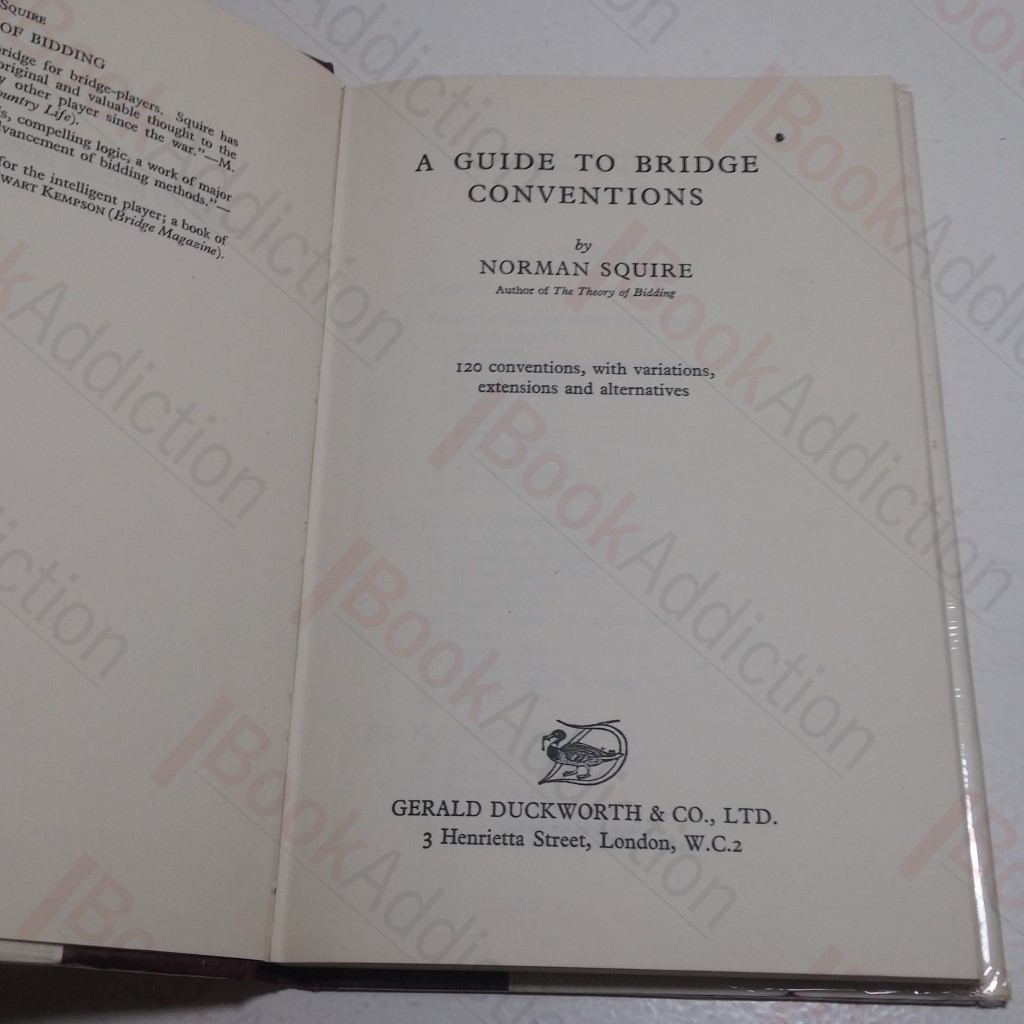 SQUIRE
OF BIDDING
bridge for bridge-players. Squire has
original and valuable thought to the
other player since the war."—M.
Country Life).
compelling logic, a work of major
advancement of bidding methods."—
for the intelligent player; a book of
KEMPSON (Bridge Magazine).
A GUIDE TO BRIDGE
CONVENTIONS
by
NORMAN SQUIRE
Author of The Theory of Bidding
120 conventions, with variations,
extensions and alternatives
GERALD DUCKWORTH & CO., LTD.
3 Henrietta Street, London, W.C.2
BookAddiction